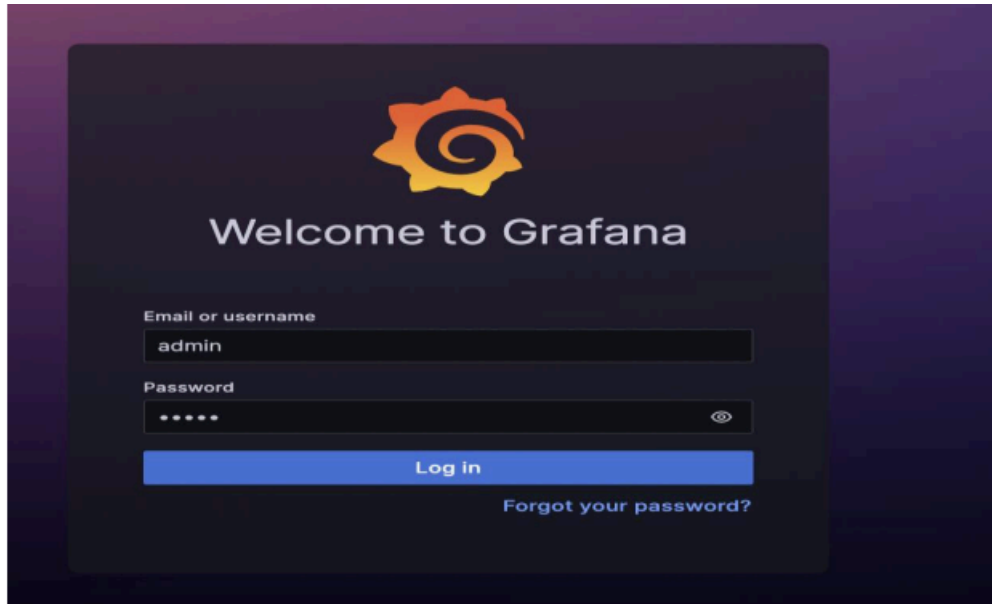 Welcome to Grafana
Email or username
admin
Password
•••••
Log in
Forgot your password?